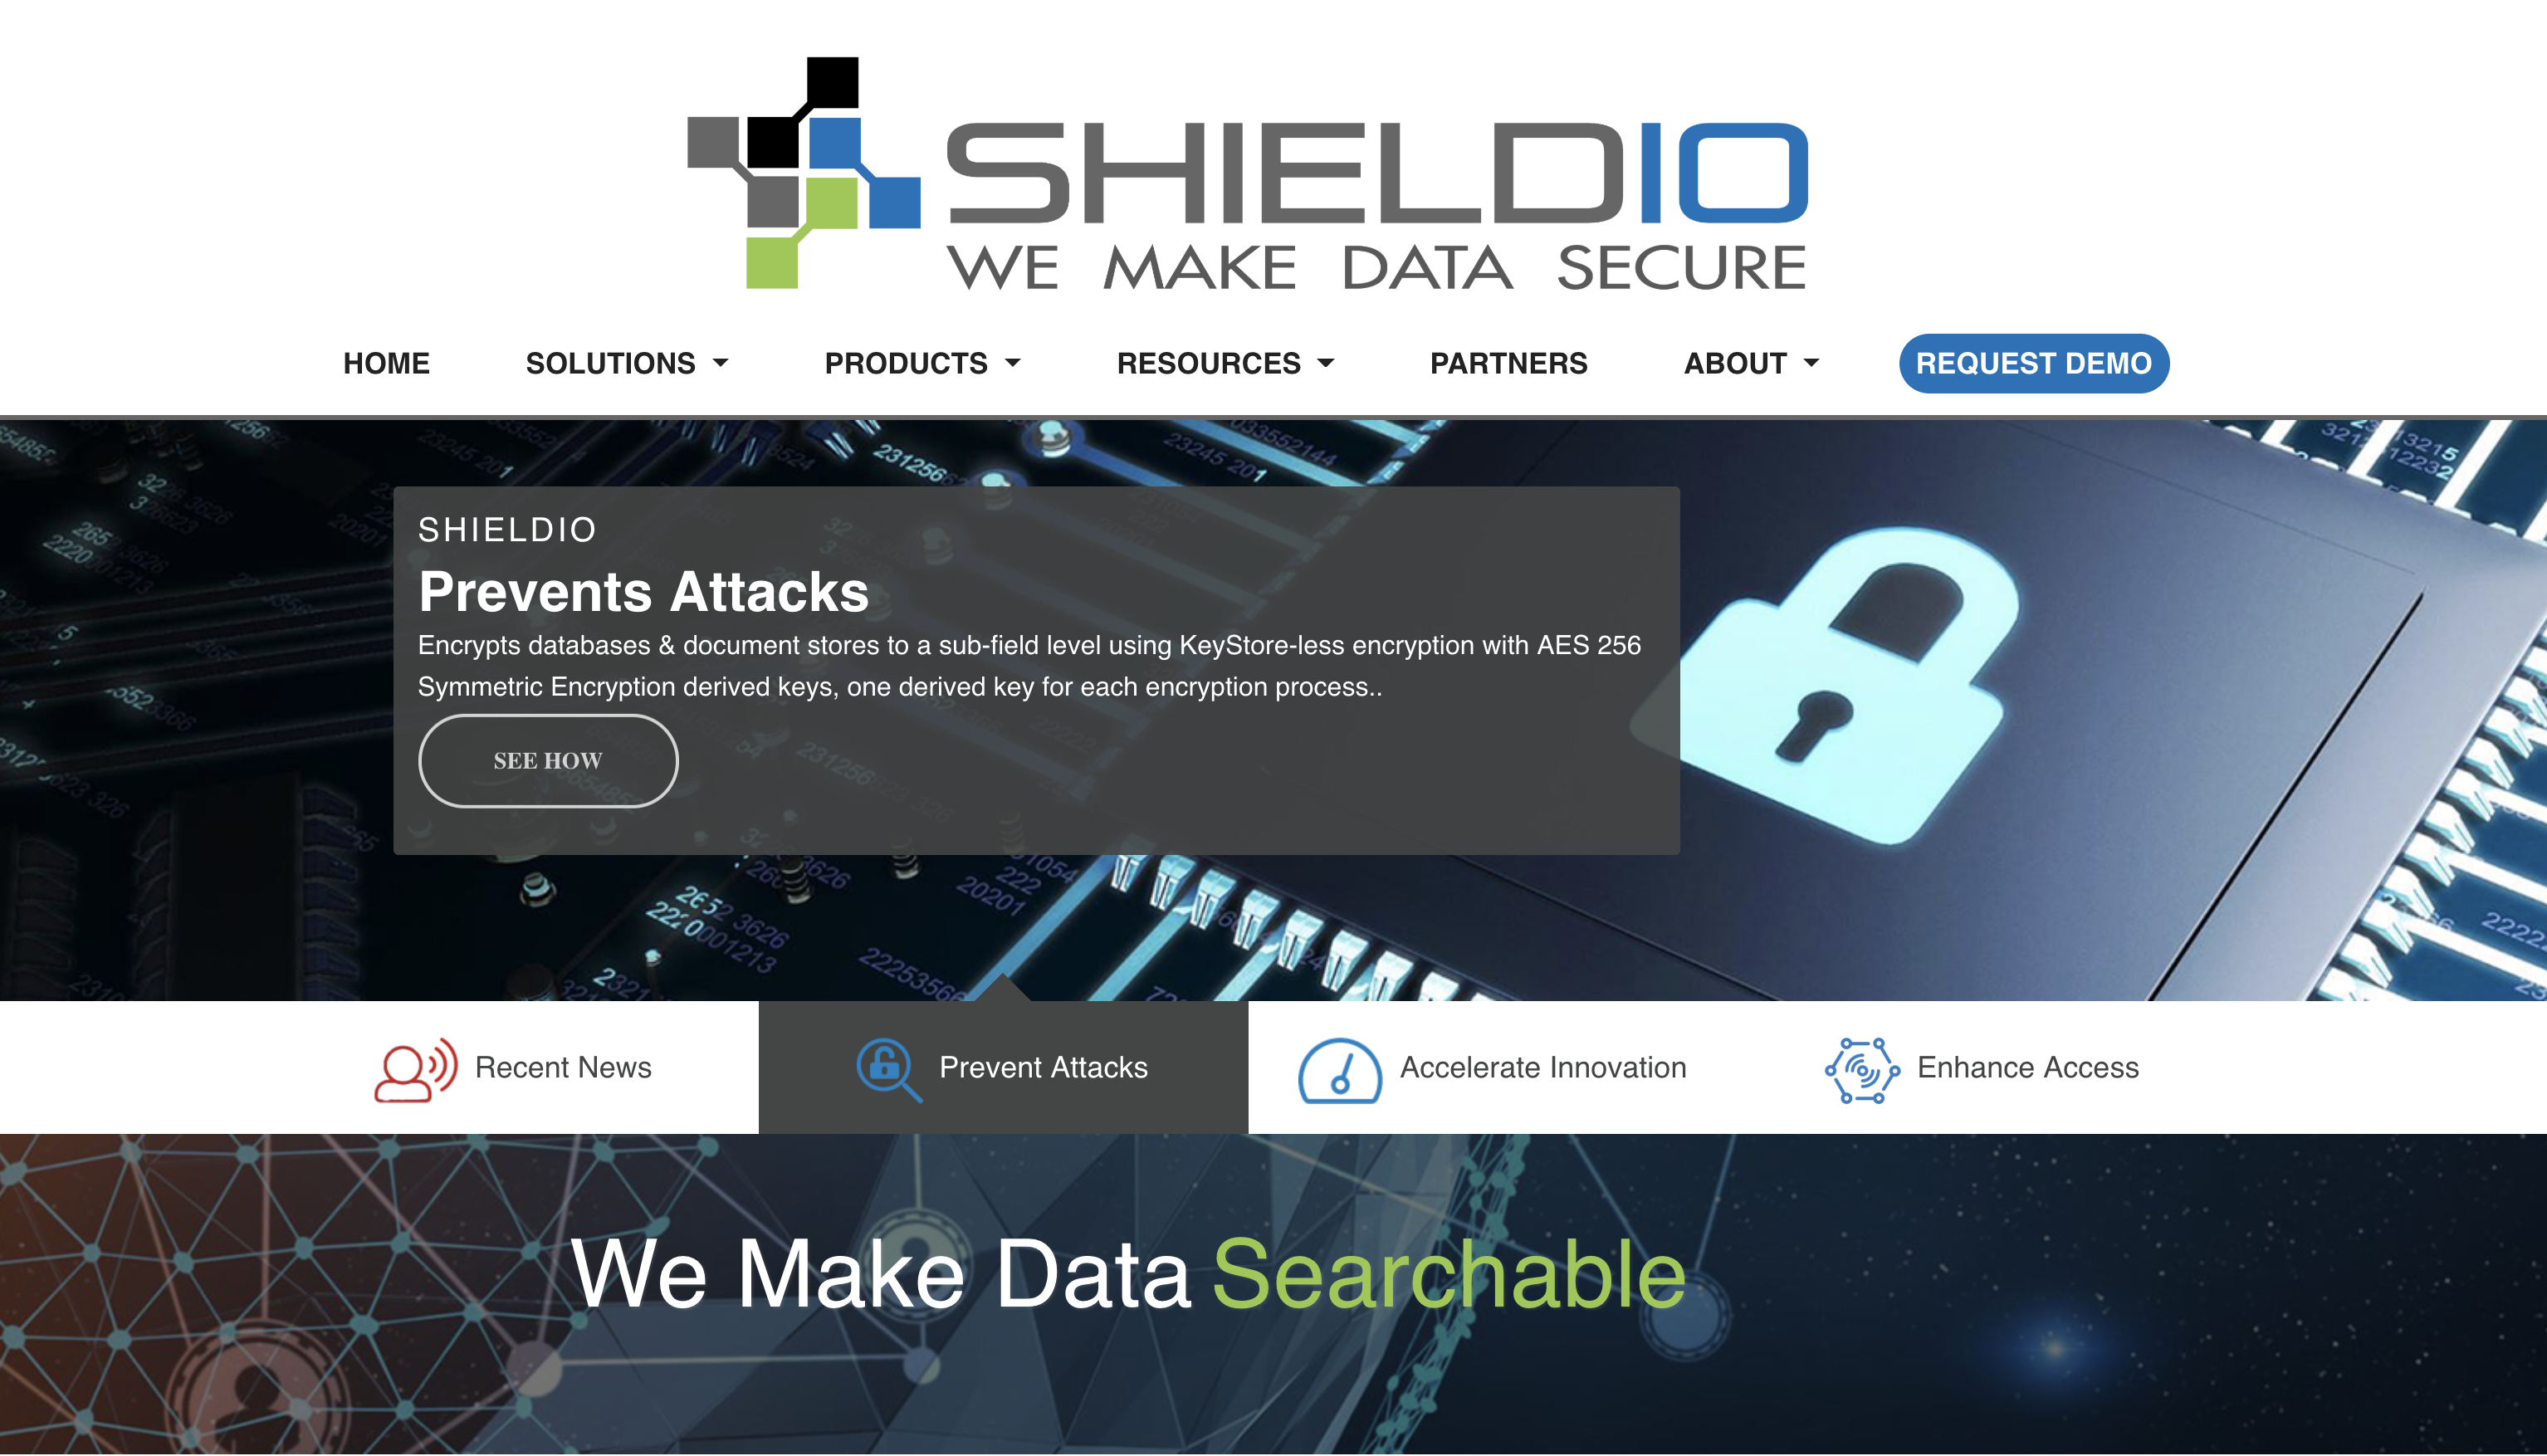 SHIELDIO
WE MAKE DATA SECURE
HOME SOLUTIONS PRODUCTS RESOURCES PARTNERS ABOUT REQUEST DEMO
SHIELDIO
Prevents Attacks
Encrypts databases & document stores to a sub-field level using KeyStore-less encryption with AES 256
Symmetric Encryption derived keys, one derived key for each encryption process..
SEE HOW
Recent News Prevent Attacks Accelerate Innovation Enhance Access
We Make Data Searchable